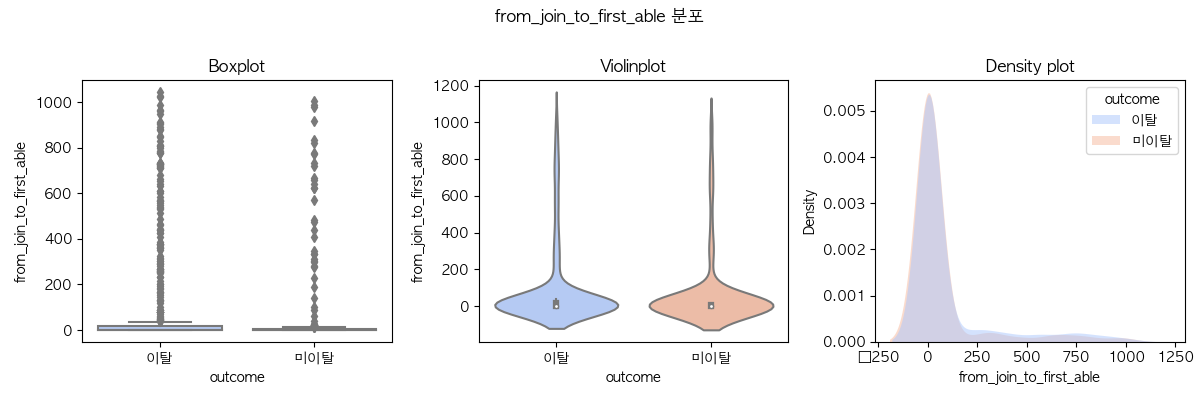 from_join_to_first_able 분포
Boxplot
1000
800
600
400
200
0
from_join_to_first_able
이탈
미이탈
outcome
Violinplot
1200
1000
800
600
400
200
0
from_join_to_first_able
이탈
미이탈
outcome
Density plot
outcome
이탈
미이탈
0.005
0.004
0.003
0.002
0.001
0.000
Density
□250
0
250
500
750
1000
1250
from_join_to_first_able